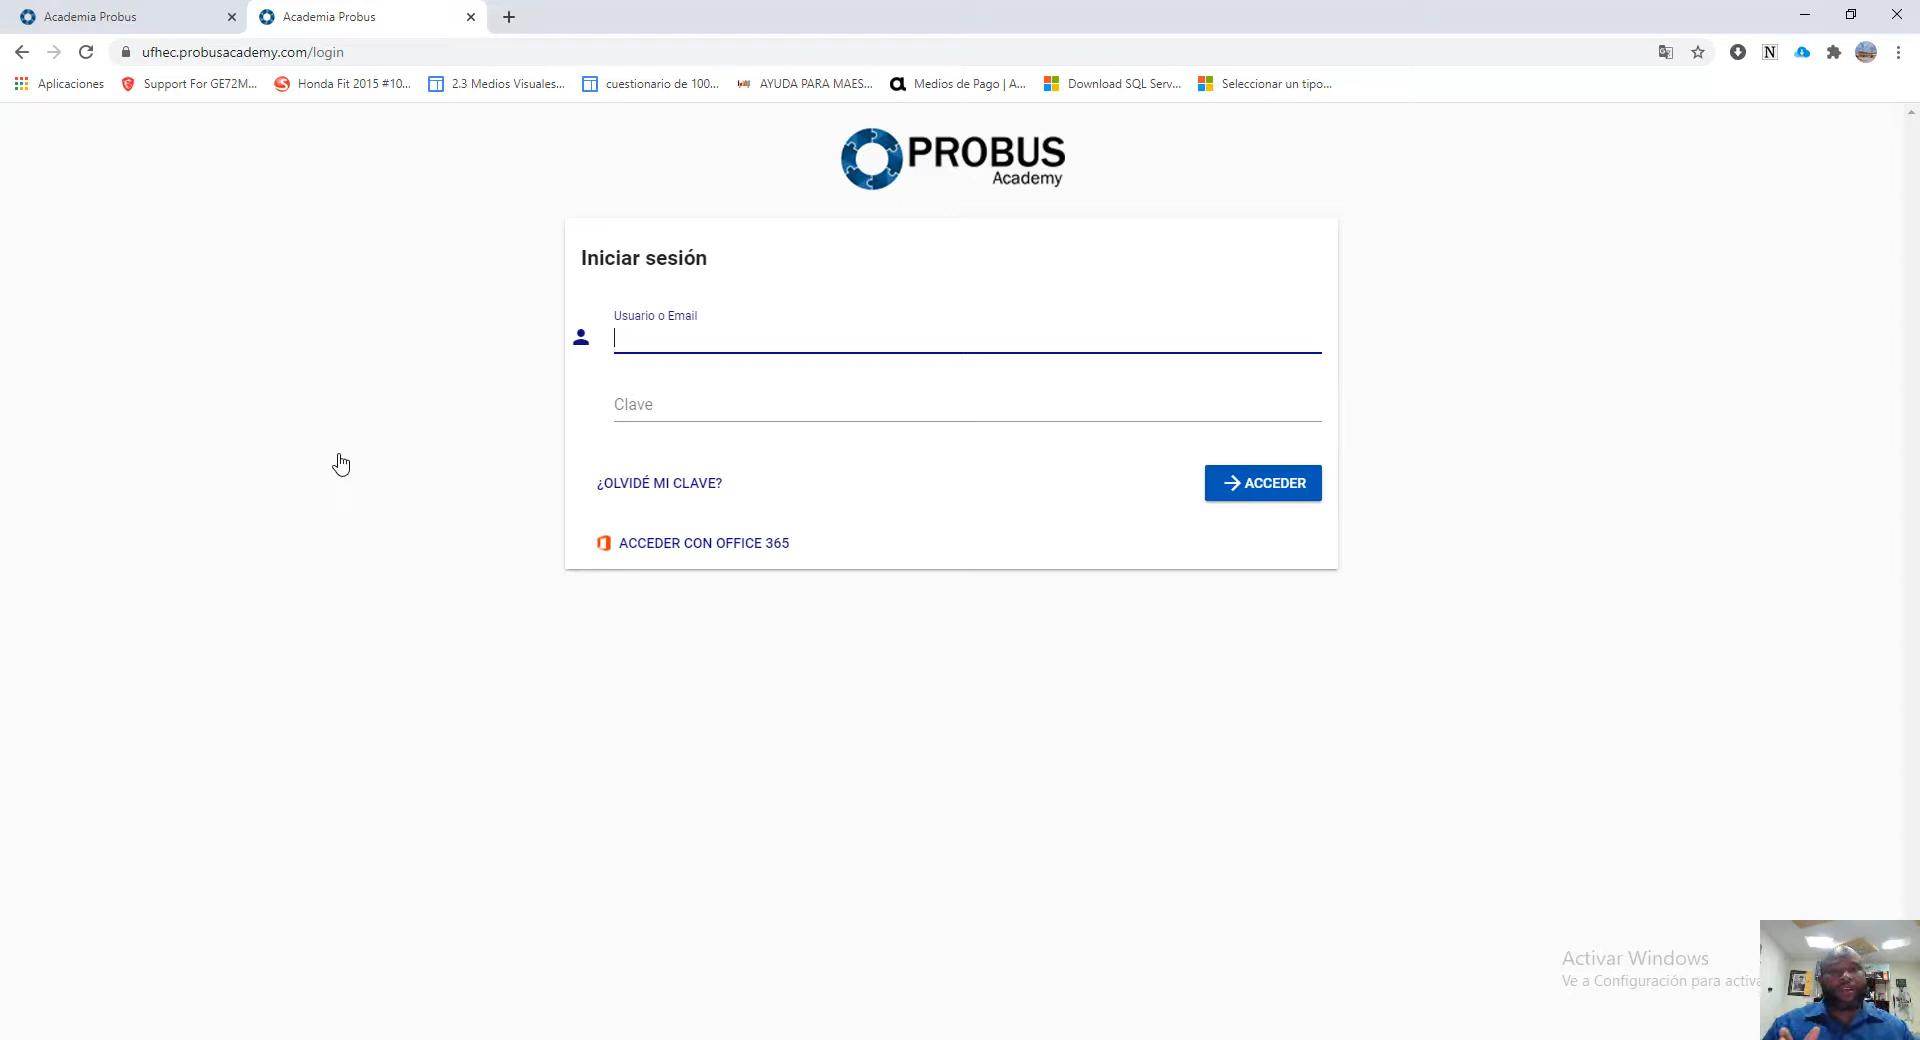 Academia Probus
Academia Probus
ufhec.probusacademy.com/login
N
Aplicaciones
Support For GE72M...
Honda Fit 2015 #10...
2.3 Medios Visuales...
cuestionario de 100...
AYUDA PARA MAES...
Medios de Pago | A...
Download SQL Serv...
Seleccionar un tipo...
PROBUS
Academy
Iniciar sesión
Usuario o Email
Clave
¿OLVIDÉ MI CLAVE?
ACCEDER
ACCEDER CON OFFICE 365
Activar Windows
Ve a Configuración para activa